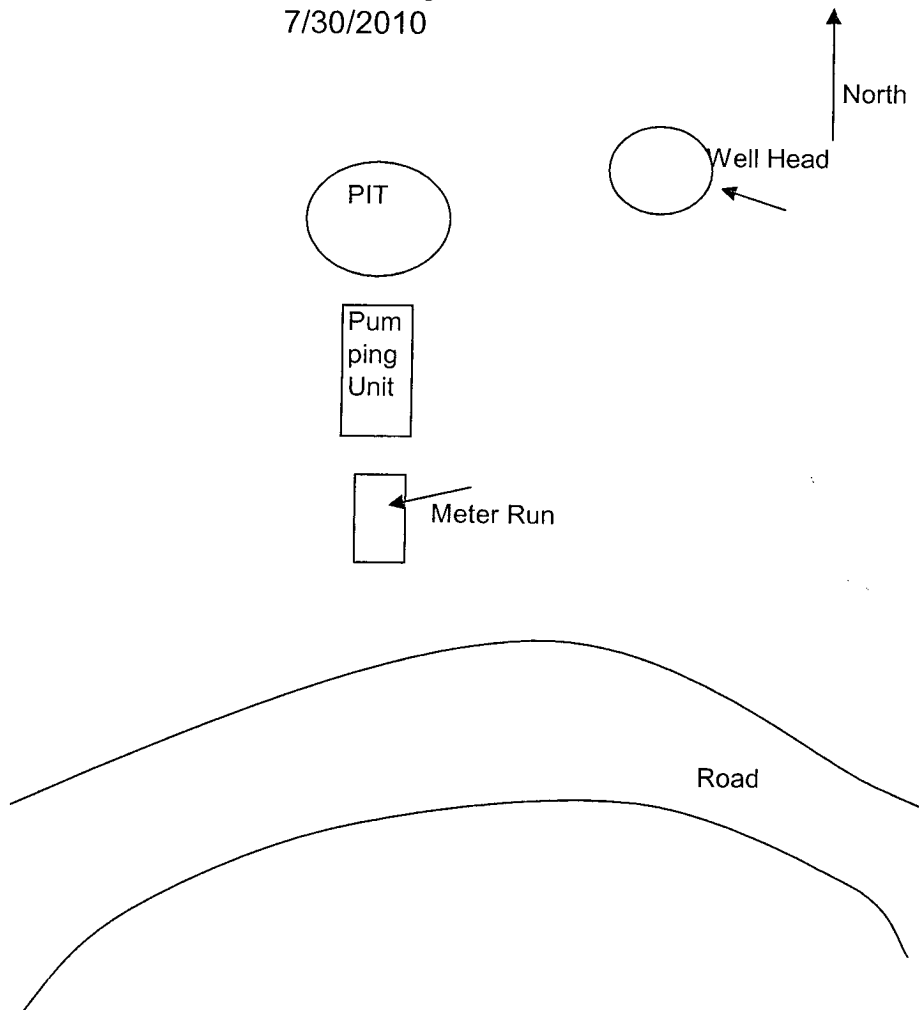 7/30/2010
North
Well Head
PIT
Pum
ping
Unit
Meter Run
Road